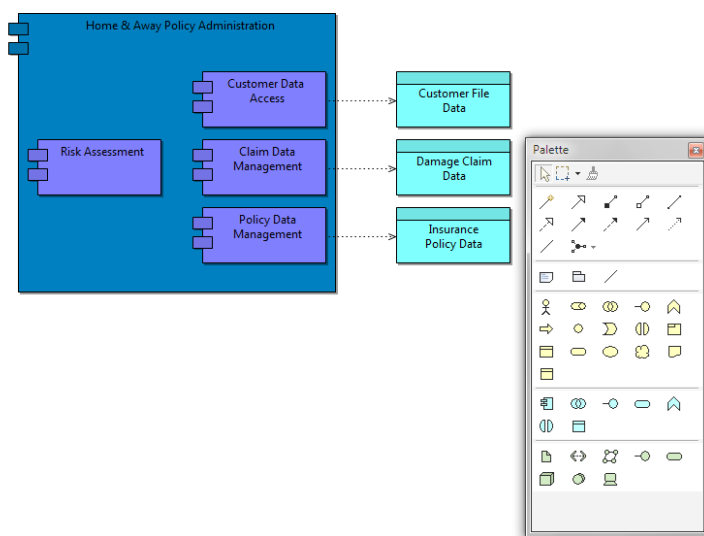 Home & Away Policy Administration
Customer Data
Access
Customer File
Data
Risk Assessment
Claim Data
Management
Damage Claim
Data
Policy Data
Management
Insurance
Policy Data
Palette